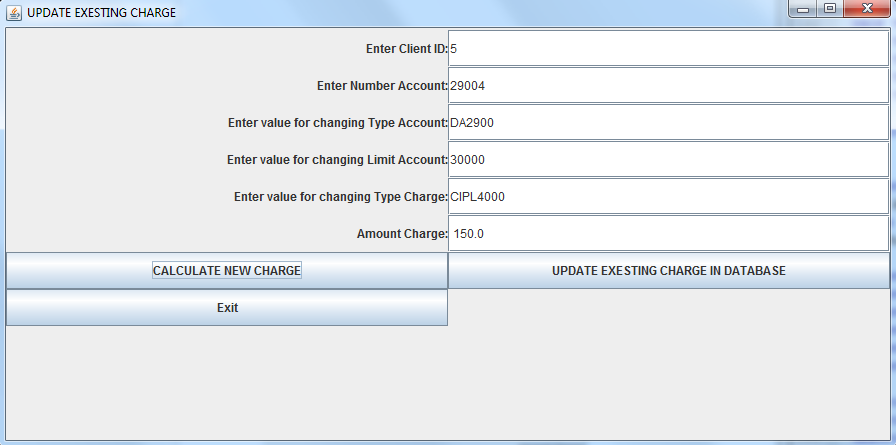 UPDATE EXESTING CHARGE
Enter Client ID: 5
Enter Number Account: 29004
Enter value for changing Type Account: DA2900
Enter value for changing Limit Account: 30000
Enter value for changing Type Charge: CIPL4000
Amount Charge: 150.0
CALCULATE NEW CHARGE UPDATE EXESTING CHARGE IN DATABASE
Exit